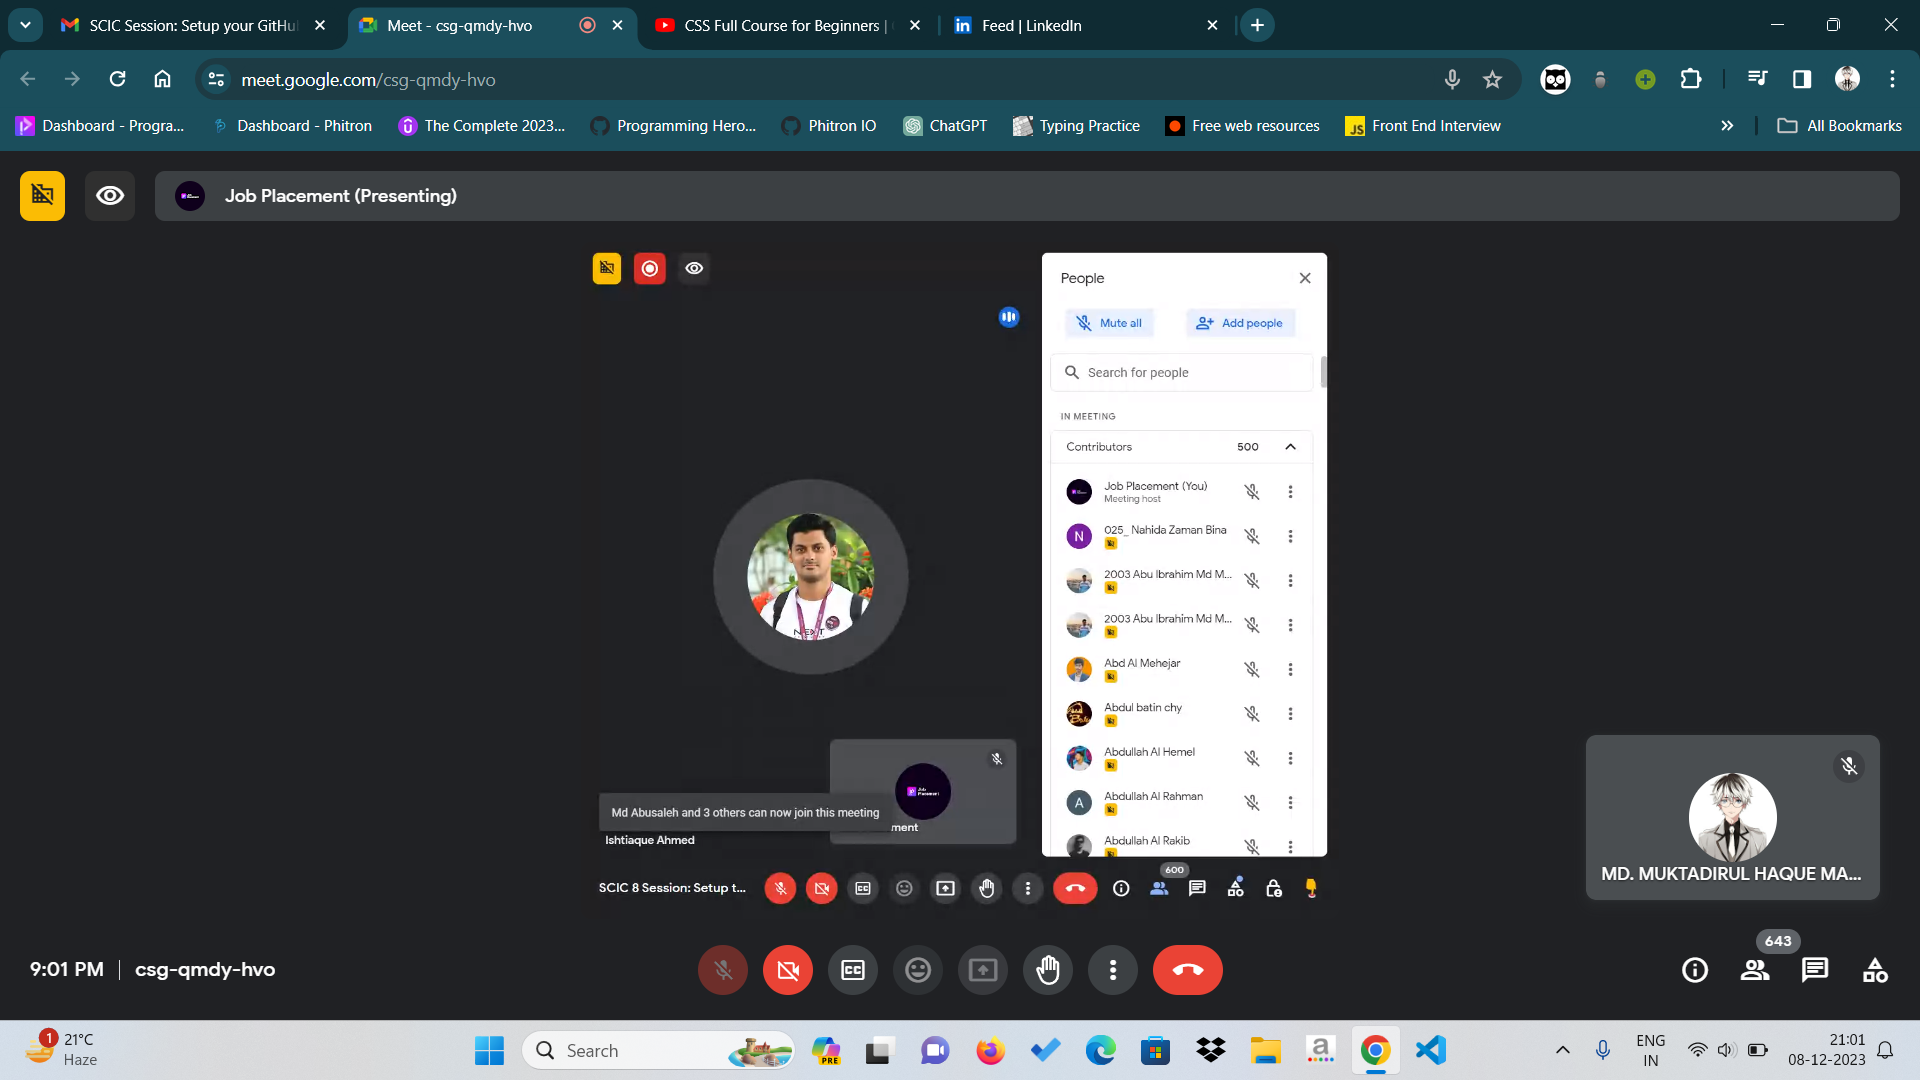 SCIC Session: Setup your GitHu
Meet - csg-qmdy-hvo
CSS Full Course for Beginners |
Feed | LinkedIn
meet.google.com/csg-qmdy-hvo
Dashboard - Progra...
Dashboard - Phitron
The Complete 2023...
Programming Hero...
Phitron IO
ChatGPT
Typing Practice
Free web resources
JS
Front End Interview
All Bookmarks
Job Placement (Presenting)
People
Mute all
Add people
Search for people
IN MEETING
Contributors 500
Job Placement (You)
Meeting host
N
025_ Nahida Zaman Bina
2003 Abu Ibrahim Md M...
2003 Abu Ibrahim Md M...
Abd Al Mehejar
Abdul batin chy
Abdullah Al Hemel
A
Abdullah Al Rahman
Abdullah Al Rakib
Md Abusaleh and 3 others can now join this meeting
ment
Ishtiaque Ahmed
SCIC 8 Session: Setup t...
600
MD. MUKTADIRUL HAQUE MA...
9:01 PM | csg-qmdy-hvo
643
1
21°C
Haze
Search
PRE
a
ENG
IN
21:01
08-12-2023